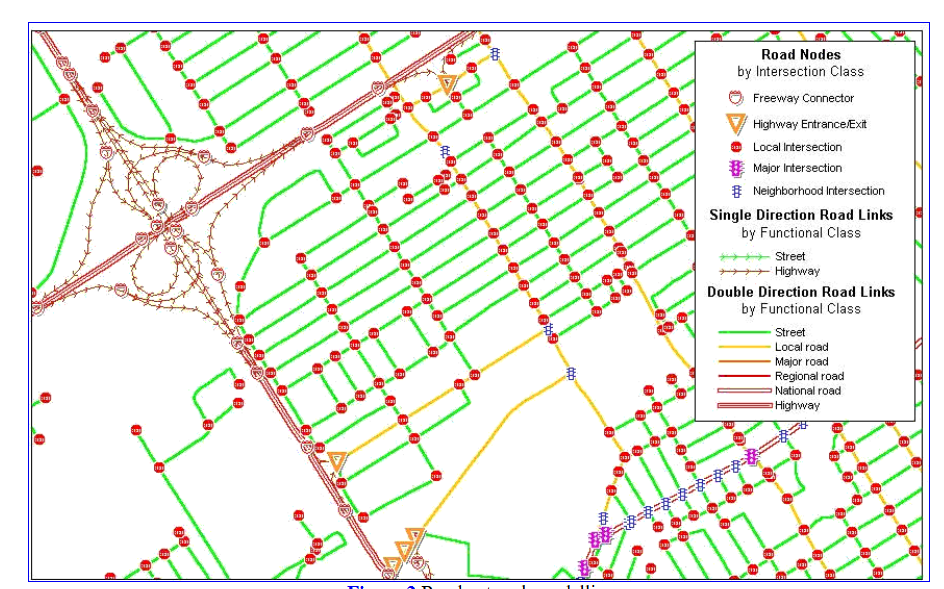 Road Nodes
by Intersection Class
Freeway Connector
Highway Entrance/Exit
Local Intersection
Major Intersection
Neighborhood Intersection
Single Direction Road Links
by Functional Class
Street
Highway
Double Direction Road Links
by Functional Class
Street
Local road
Major road
Regional road
National road
Highway